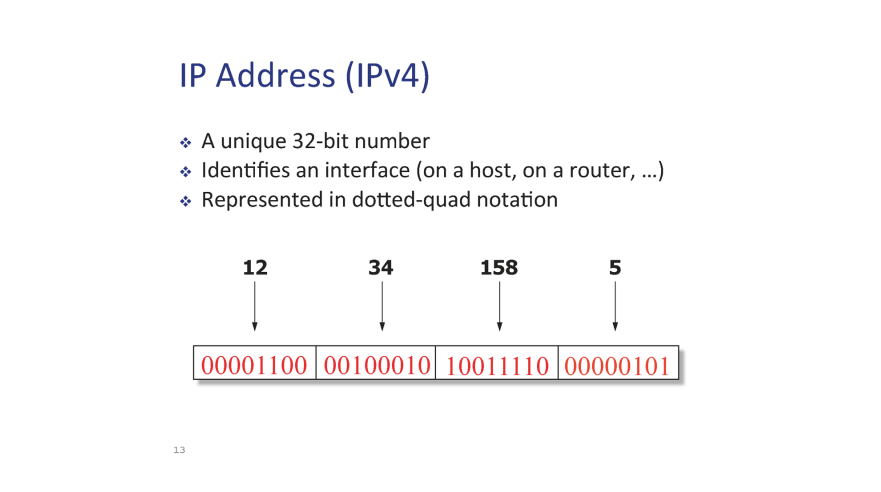 IP Address (IPv4)
❖ A unique 32-bit number
❖ Identifies an interface (on a host, on a router, …)
❖ Represented in dotted-quad notation
12 34 158 5
00001100 00100010 10011110 00000101
13